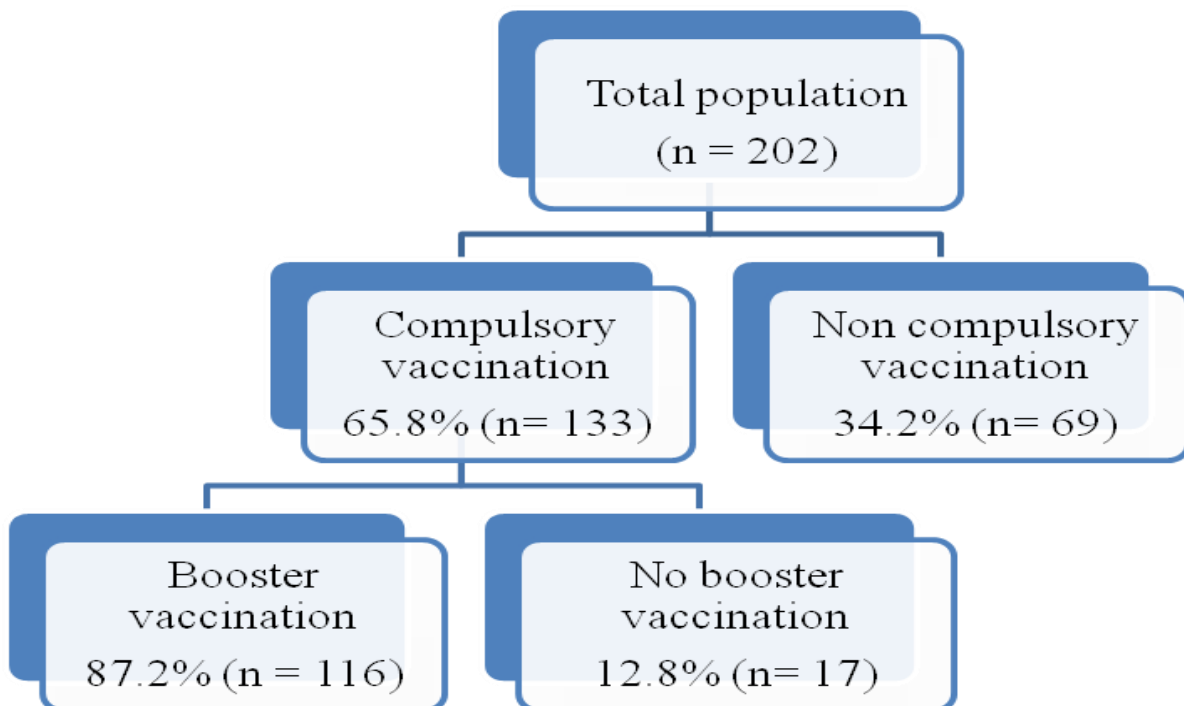 Total population
(n = 202)
Compulsory
vaccination
65.8% (n= 133)
Non compulsory
vaccination
34.2% (n= 69)
Booster
vaccination
87.2% (n = 116)
No booster
vaccination
12.8% (n= 17)